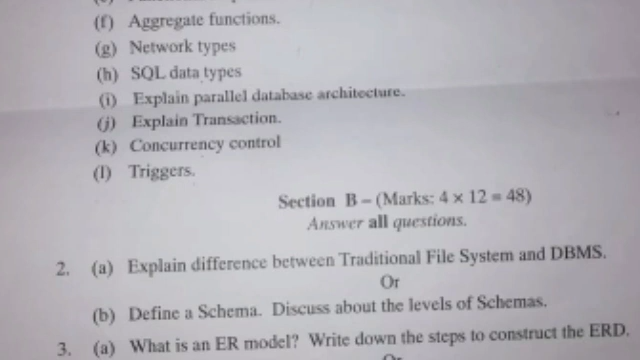 (f) Aggregate functions.
(g) Network types
(h) SQL data types
(i) Explain parallel database architecture.
(j) Explain Transaction.
(k) Concurrency control
(l) Triggers.
Section B – (Marks: 4 × 12 = 48)
Answer all questions.
2. (a) Explain difference between Traditional File System and DBMS.
Or
(b) Define a Schema. Discuss about the levels of Schemas.
3. (a) What is an ER model? Write down the steps to construct the ERD.
Or